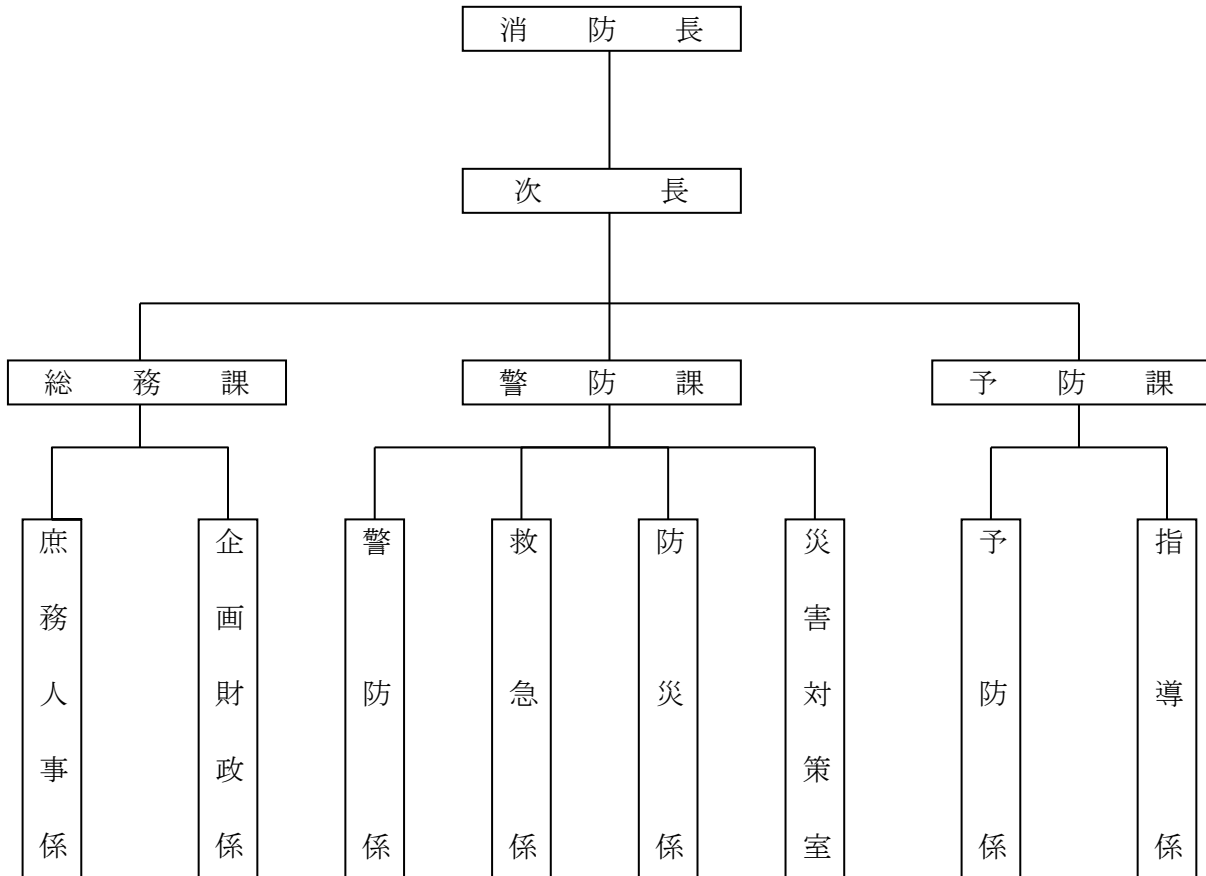 消防長
次長
総務課
警防課
予防課
庶務人事係
企画財政係
警防係
救急係
防災係
災害対策室
予防係
指導係